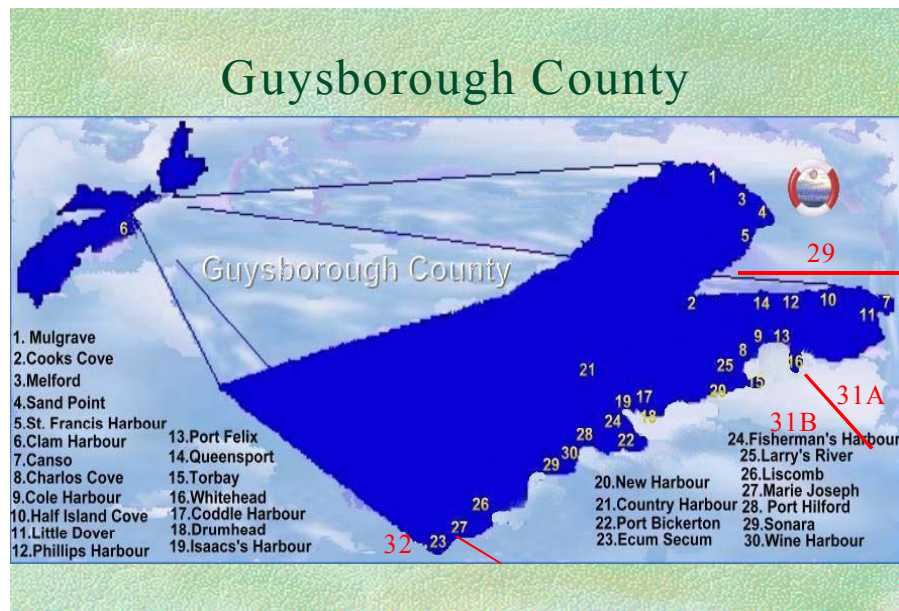 Guysborough County
Guysborough County
1
3
4
5
6
29
2
14
12
10
7
11
9
13
8
16
25
15
20
21
31A
31B
19
17
24
18
28
22
30
29
26
27
32
23
1. Mulgrave
2.Cooks Cove
3.Melford
4.Sand Point
5.St. Francis Harbour
6.Clam Harbour
7.Canso
8.Charlos Cove
9.Cole Harbour
10.Half Island Cove
11.Little Dover
12.Phillips Harbour
13.Port Felix
14.Queensport
15.Torbay
16.Whitehead
17.Coddle Harbour
18.Drumhead
19.Isaacs's Harbour
20.New Harbour
21.Country Harbour
22.Port Bickerton
23.Ecum Secum
24.Fisherman's Harbour
25.Larry's River
26.Liscomb
27.Marie Joseph
28. Port Hilford
29.Sonara
30.Wine Harbour